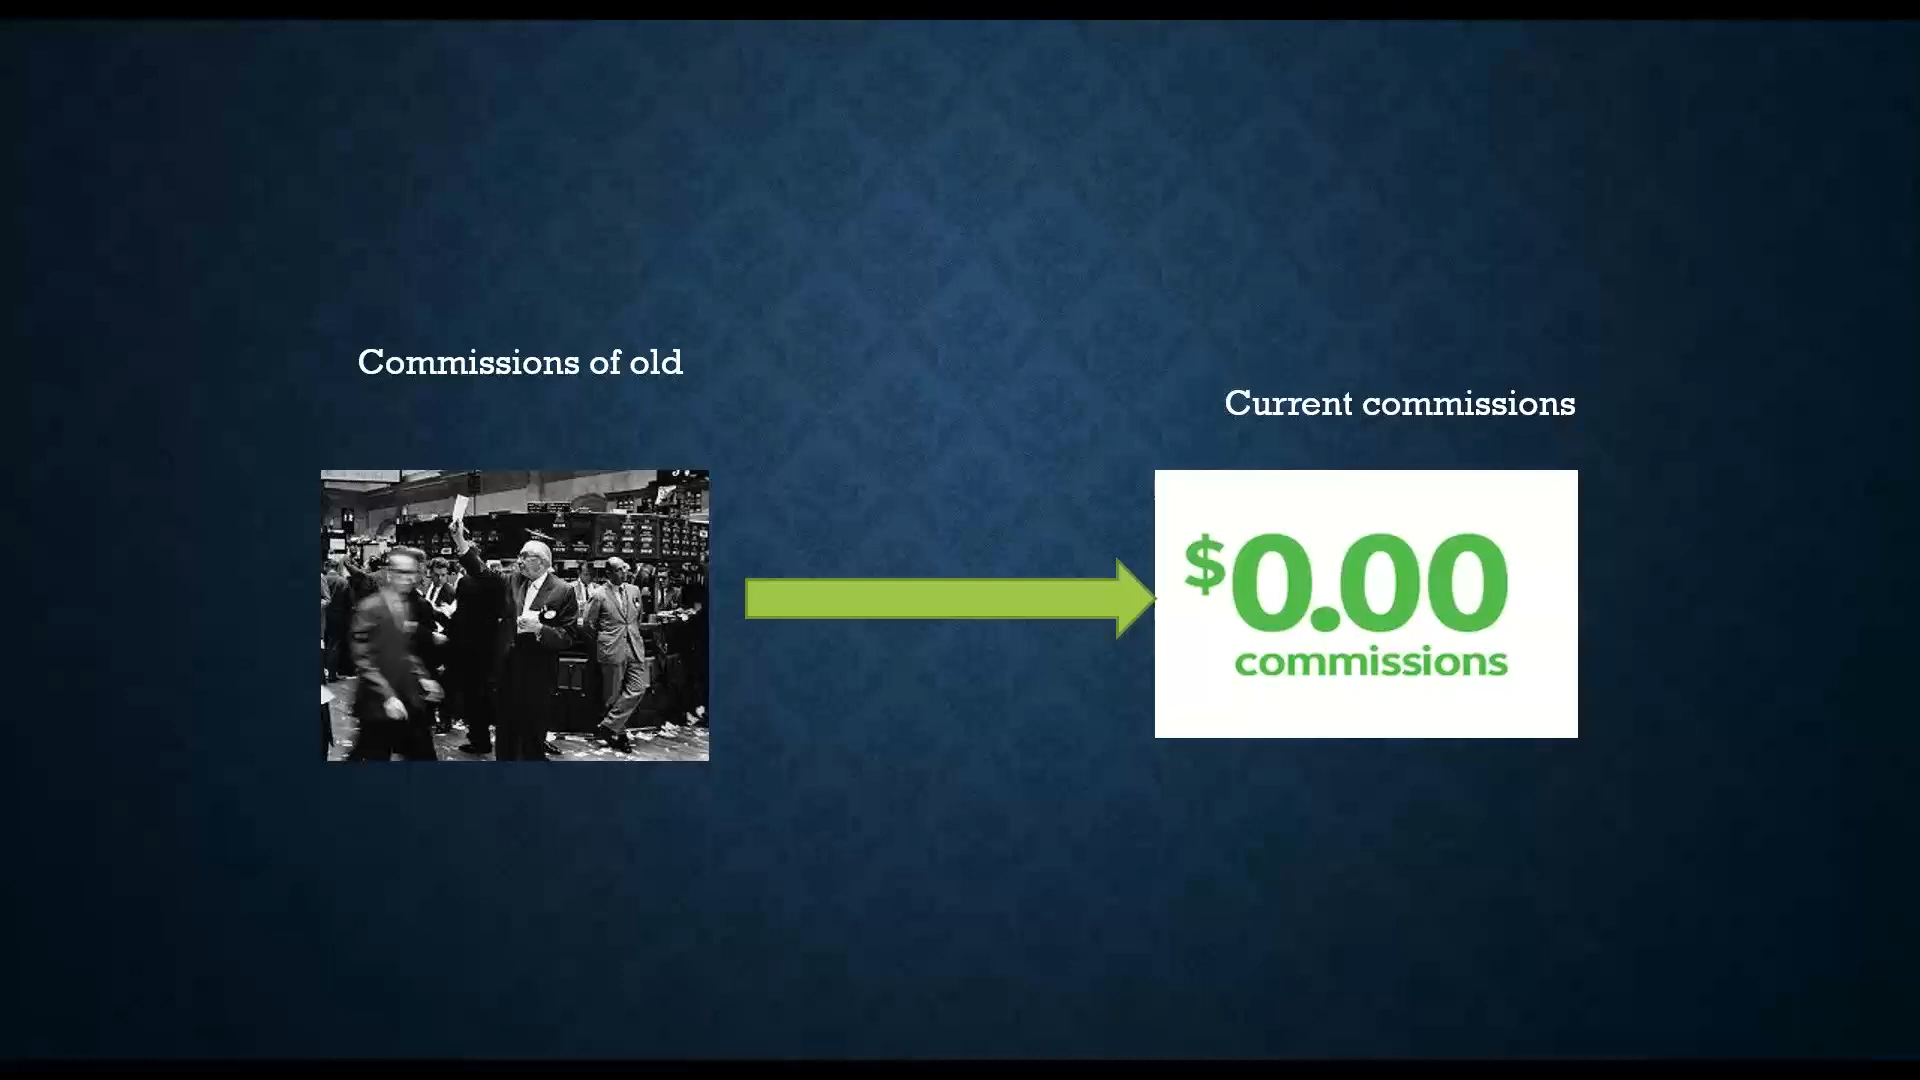 Commissions of old
Current commissions
$0.00
commissions